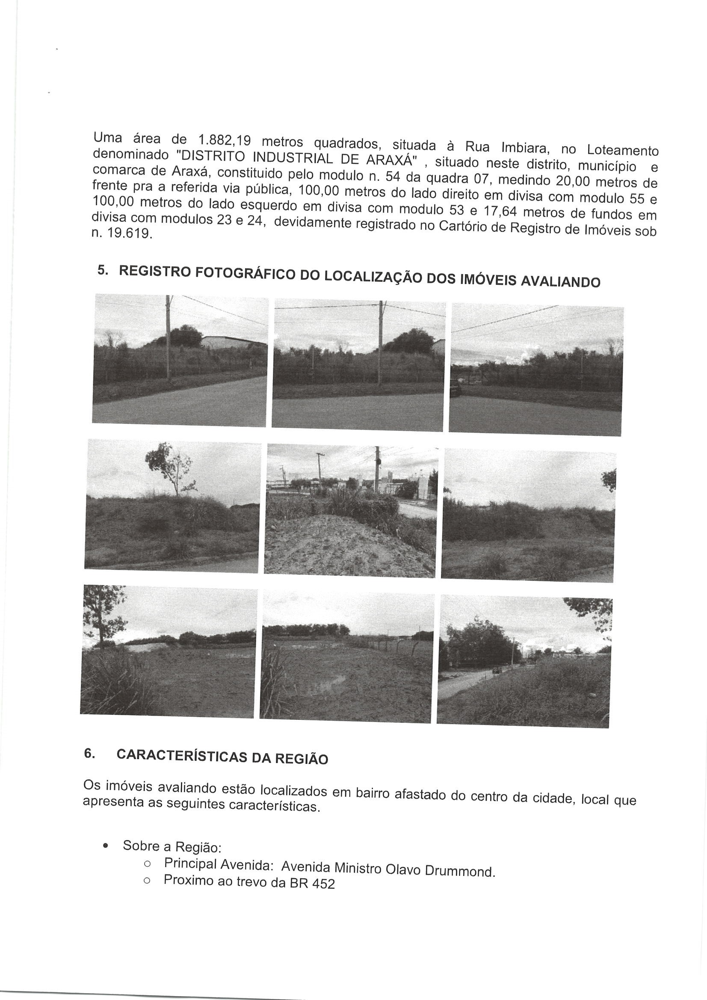 Uma área de 1.882,19 metros quadrados, situada à Rua Imbiara, no Loteamento
denominado "DISTRITO INDUSTRIAL DE ARAXÁ" , situado neste distrito, município e
comarca de Araxá, constituido pelo modulo n. 54 da quadra 07, medindo 20,00 metros de
frente pra a referida via pública, 100,00 metros do lado direito em divisa com modulo 55 e
100,00 metros do lado esquerdo em divisa com modulo 53 e 17,64 metros de fundos em
divisa com modulos 23 e 24, devidamente registrado no Cartório de Registro de Imóveis sob
n. 19.619.
5. REGISTRO FOTOGRÁFICO DO LOCALIZAÇÃO DOS IMÓVEIS AVALIANDO
6. CARACTERÍSTICAS DA REGIÃO
Os imóveis avaliando estão localizados em bairro afastado do centro da cidade, local que
apresenta as seguintes características.
• Sobre a Região:
o Principal Avenida: Avenida Ministro Olavo Drummond.
o Proximo ao trevo da BR 452